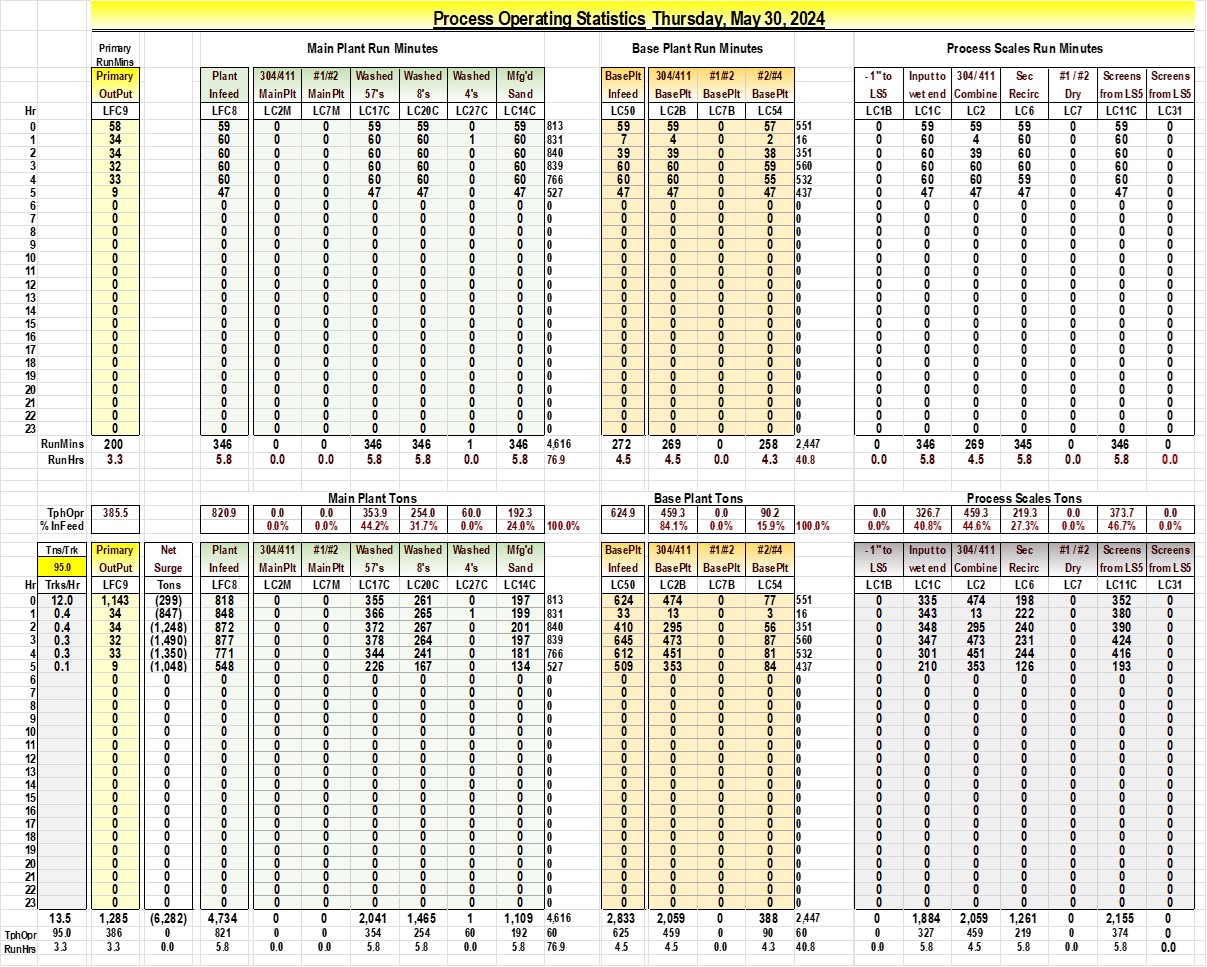 Process Operating Statistics Thursday, May 30, 2024
Primary Main Plant Run Minutes Base Plant Run Minutes Process Scales Run Minutes
RunMins
Primary Plant 304/411 #1/#2 Washed Washed Washed Mfg'd BasePlt 304/411 #1/#2 #2/#4 - 1" to Input to 304/ 411 Sec #1 / #2 Screens Screens
OutPut Infeed MainPlt MainPlt 57's 8's 4's Sand Infeed BasePlt BasePlt BasePlt LS5 wet end Combine Recirc Dry from LS5 from LS5
Hr LFC9 LFC8 LC2M LC7M LC17C LC20C LC27C LC14C LC50 LC2B LC7B LC54 LC1B LC1C LC2 LC6 LC7 LC11C LC31
0 58 59 0 0 59 59 0 59 813 59 59 0 57 551 0 59 59 59 0 59 0
1 34 60 0 0 60 60 1 60 831 7 4 0 2 16 0 60 4 60 0 60 0
2 34 60 0 0 60 60 0 60 840 39 39 0 38 351 0 60 39 60 0 60 0
3 32 60 0 0 60 60 0 60 839 60 60 0 59 560 0 60 60 60 0 60 0
4 33 60 0 0 60 60 0 60 766 60 60 0 55 532 0 60 60 59 0 60 0
5 9 47 0 0 47 47 0 47 527 47 47 0 47 437 0 47 47 47 0 47 0
6 0 0 0 0 0 0 0 0 0 0 0 0 0 0 0 0 0 0 0 0 0
7 0 0 0 0 0 0 0 0 0 0 0 0 0 0 0 0 0 0 0 0 0
8 0 0 0 0 0 0 0 0 0 0 0 0 0 0 0 0 0 0 0 0 0
9 0 0 0 0 0 0 0 0 0 0 0 0 0 0 0 0 0 0 0 0 0
10 0 0 0 0 0 0 0 0 0 0 0 0 0 0 0 0 0 0 0 0 0
11 0 0 0 0 0 0 0 0 0 0 0 0 0 0 0 0 0 0 0 0 0
12 0 0 0 0 0 0 0 0 0 0 0 0 0 0 0 0 0 0 0 0 0
13 0 0 0 0 0 0 0 0 0 0 0 0 0 0 0 0 0 0 0 0 0
14 0 0 0 0 0 0 0 0 0 0 0 0 0 0 0 0 0 0 0 0 0
15 0 0 0 0 0 0 0 0 0 0 0 0 0 0 0 0 0 0 0 0 0
16 0 0 0 0 0 0 0 0 0 0 0 0 0 0 0 0 0 0 0 0 0
17 0 0 0 0 0 0 0 0 0 0 0 0 0 0 0 0 0 0 0 0 0
18 0 0 0 0 0 0 0 0 0 0 0 0 0 0 0 0 0 0 0 0 0
19 0 0 0 0 0 0 0 0 0 0 0 0 0 0 0 0 0 0 0 0 0
20 0 0 0 0 0 0 0 0 0 0 0 0 0 0 0 0 0 0 0 0 0
21 0 0 0 0 0 0 0 0 0 0 0 0 0 0 0 0 0 0 0 0 0
22 0 0 0 0 0 0 0 0 0 0 0 0 0 0 0 0 0 0 0 0 0
23 0 0 0 0 0 0 0 0 0 0 0 0 0 0 0 0 0 0 0 0 0
RunMins 200 346 0 0 346 346 1 346 4,616 272 269 0 258 2,447 0 346 269 345 0 346 0
Run Hrs 3.3 5.8 0.0 0.0 5.8 5.8 0.0 5.8 76.9 4.5 4.5 0.0 4.3 40.8 0.0 5.8 4.5 5.8 0.0 5.8 0.0
Main Plant Tons Base Plant Tons Process Scales Tons
TphOpr 385.5 820.9 0.0 0.0 353.9 254.0 60.0 192.3 624.9 459.3 0.0 90.2 0.0 326.7 459.3 219.3 0.0 373.7 0.0
% InFeed 0.0% 0.0% 44.2% 31.7% 0.0% 24.0% 100.0% 84.1% 0.0% 15.9% 100.0% 0.0% 40.8% 44.6% 27.3% 0.0% 46.7% 0.0%
Tns/Trk Primary Net Plant 304/411 #1/#2 Washed Washed Washed Mfg'd BasePlt 304/411 #1/#2 #2/#4 - 1" to Input to 304/ 411 Sec #1 / #2 Screens Screens
95.0 OutPut Surge Infeed MainPlt MainPlt 57's 8's 4's Sand Infeed BasePlt BasePlt BasePlt LS5 wet end Combine Recirc Dry from LS5 from LS5
Hr Trks/Hr LFC9 Tons LFC8 LC2M LC7M LC17C LC20C LC27C LC14C LC50 LC2B LC7B LC54 LC1B LC1C LC2 LC6 LC7 LC11C LC31
0 12.0 1,143 (299) 818 0 0 355 261 0 197 813 624 474 0 77 551 0 335 474 198 0 352 0
1 0.4 34 (847) 848 0 0 366 265 1 199 831 33 13 0 3 16 0 343 13 222 0 380 0
2 0.4 34 (1,248) 872 0 0 372 267 0 201 840 410 295 0 56 351 0 348 295 240 0 390 0
3 0.3 32 (1,490) 877 0 0 378 264 0 197 839 645 473 0 87 560 0 347 473 231 0 424 0
4 0.3 33 (1,350) 771 0 0 344 241 0 181 766 612 451 0 81 532 0 301 451 244 0 416 0
5 0.1 9 (1,048) 548 0 0 226 167 0 134 527 509 353 0 84 437 0 210 353 126 0 193 0
6 0 0 0 0 0 0 0 0 0 0 0 0 0 0 0 0 0 0 0 0 0 0
7 0 0 0 0 0 0 0 0 0 0 0 0 0 0 0 0 0 0 0 0 0 0
8 0 0 0 0 0 0 0 0 0 0 0 0 0 0 0 0 0 0 0 0 0 0
9 0 0 0 0 0 0 0 0 0 0 0 0 0 0 0 0 0 0 0 0 0 0
10 0 0 0 0 0 0 0 0 0 0 0 0 0 0 0 0 0 0 0 0 0 0
11 0 0 0 0 0 0 0 0 0 0 0 0 0 0 0 0 0 0 0 0 0 0
12 0 0 0 0 0 0 0 0 0 0 0 0 0 0 0 0 0 0 0 0 0 0
13 0 0 0 0 0 0 0 0 0 0 0 0 0 0 0 0 0 0 0 0 0 0
14 0 0 0 0 0 0 0 0 0 0 0 0 0 0 0 0 0 0 0 0 0 0
15 0 0 0 0 0 0 0 0 0 0 0 0 0 0 0 0 0 0 0 0 0 0
16 0 0 0 0 0 0 0 0 0 0 0 0 0 0 0 0 0 0 0 0 0 0
17 0 0 0 0 0 0 0 0 0 0 0 0 0 0 0 0 0 0 0 0 0 0
18 0 0 0 0 0 0 0 0 0 0 0 0 0 0 0 0 0 0 0 0 0 0
19 0 0 0 0 0 0 0 0 0 0 0 0 0 0 0 0 0 0 0 0 0 0
20 0 0 0 0 0 0 0 0 0 0 0 0 0 0 0 0 0 0 0 0 0 0
21 0 0 0 0 0 0 0 0 0 0 0 0 0 0 0 0 0 0 0 0 0 0
22 0 0 0 0 0 0 0 0 0 0 0 0 0 0 0 0 0 0 0 0 0 0
23 0 0 0 0 0 0 0 0 0 0 0 0 0 0 0 0 0 0 0 0 0 0
13.5 1,285 (6,282) 4,734 0 0 2,041 1,465 1 1,109 4,616 2,833 2,059 0 388 2,447 0 1,884 2,059 1,261 0 2,155 0
TphOpr 95.0 386 0 821 0 0 354 254 60 192 60 625 459 0 90 60 0 327 459 219 0 374 0
RunHrs 3.3 3.3 0.0 5.8 0.0 0.0 5.8 5.8 0.0 5.8 76.9 4.5 4.5 0.0 4.3 40.8 0.0 5.8 4.5 5.8 0.0 5.8 0.0